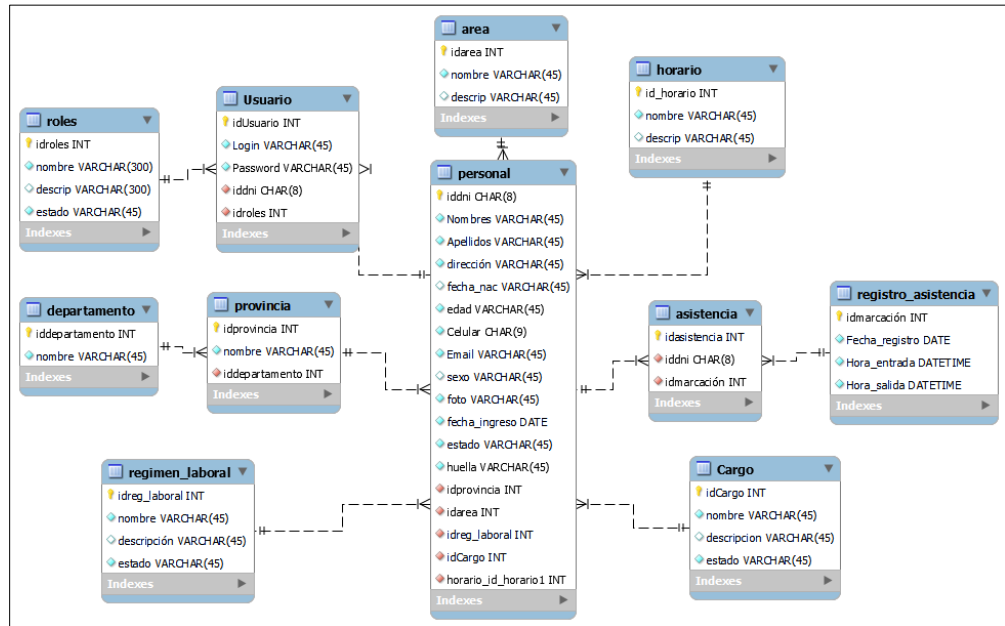 area
idarea INT
nombre VARCHAR(45)
descrip VARCHAR(45)
Indexes
horario
id_horario INT
nombre VARCHAR(45)
descrip VARCHAR(45)
Indexes
Usuario
idUsuario INT
Login VARCHAR(45)
Password VARCHAR(45)
iddni CHAR(8)
idroles INT
Indexes
roles
idroles INT
nombre VARCHAR(300)
descrip VARCHAR(300)
estado VARCHAR(45)
Indexes
personal
iddni CHAR(8)
Nombres VARCHAR(45)
Apellidos VARCHAR(45)
dirección VARCHAR(45)
fecha_nac VARCHAR(45)
edad VARCHAR(45)
Celular CHAR(9)
Email VARCHAR(45)
sexo VARCHAR(45)
foto VARCHAR(45)
fecha_ingreso DATE
estado VARCHAR(45)
huella VARCHAR(45)
idprovincia INT
idarea INT
idreg_laboral INT
idCargo INT
horario_id_horario1 INT
Indexes
departamento
iddepartamento INT
nombre VARCHAR(45)
Indexes
provincia
idprovincia INT
nombre VARCHAR(45)
iddepartamento INT
Indexes
asistencia
idasistencia INT
iddni CHAR(8)
idmarcación INT
Indexes
registro_asistencia
idmarcación INT
Fecha_registro DATE
Hora_entrada DATETIME
Hora_salida DATETIME
Indexes
regimen_laboral
idreg_laboral INT
nombre VARCHAR(45)
descripción VARCHAR(45)
estado VARCHAR(45)
Indexes
Cargo
idCargo INT
nombre VARCHAR(45)
descripcion VARCHAR(45)
estado VARCHAR(45)
Indexes